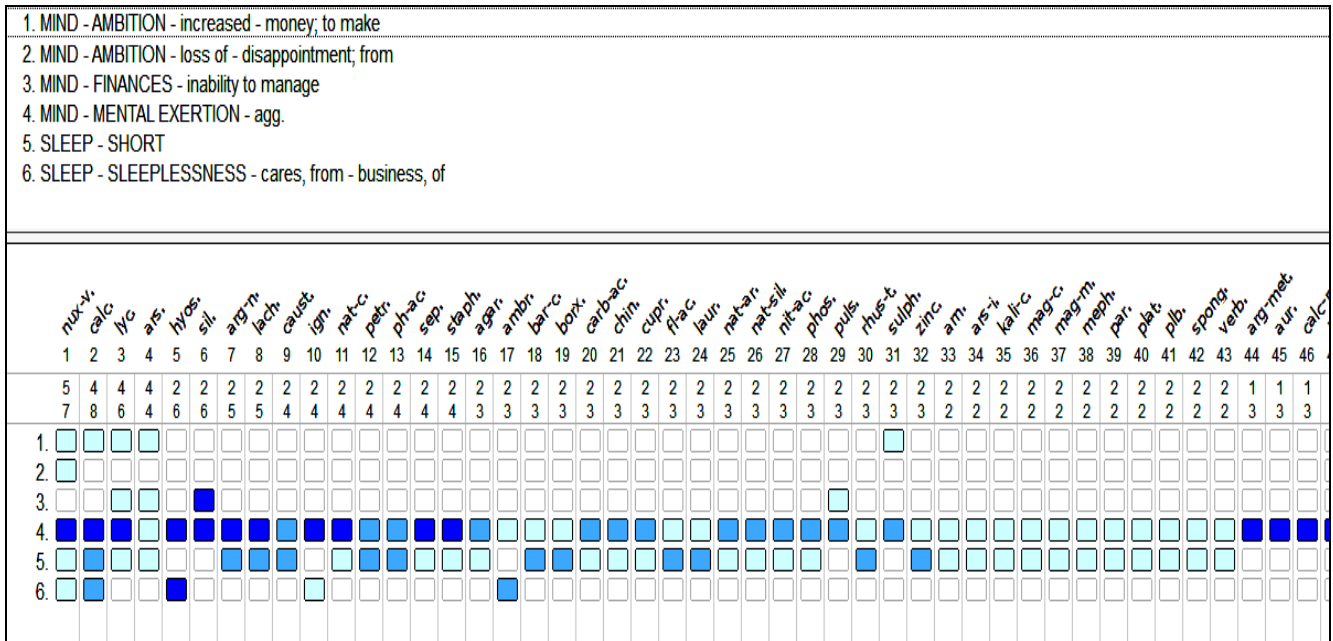 1. MIND - AMBITION - increased - money; to make
2. MIND - AMBITION - loss of - disappointment; from
3. MIND - FINANCES - inability to manage
4. MIND - MENTAL EXERTION - agg.
5. SLEEP - SHORT
6. SLEEP - SLEEPLESSNESS - cares, from - business, of
nux-v. calc. lyc. ars. hyos. sil. arg-n. lach. caust. ign. nat-c. petr. ph-ac. sep. staph. agar. ambr. bar-c. borx. carb-ac. chin. cupr. fl-ac. laur. nat-ar. nat-sil. nit-ac. phos. puls. rhus-t. sulph. zinc. arn. ars-i. kali-c. mag-c. mag-m. meph. par. plat. plb. spong. verb. arg-met. aur.
1 2 3 4 5 6 7 8 9 10 11 12 13 14 15 16 17 18 19 20 21 22 23 24 25 26 27 28 29 30 31 32 33 34 35 36 37 38 39 40 41 42 43 44 45 46
5 4 4 4 2 2 2 2 2 2 2 2 2 2 2 2 2 2 2 2 2 2 2 2 2 2 2 2 2 2 2 2 2 2 2 2 2 2 2 2 2 2 2 1 1 1
7 8 6 4 6 6 5 5 4 4 4 4 4 4 4 3 3 3 3 3 3 3 3 3 3 3 3 3 3 3 3 3 2 2 2 2 2 2 2 2 2 2 2 3 3 3
1.
2.
3.
4.
5.
6.